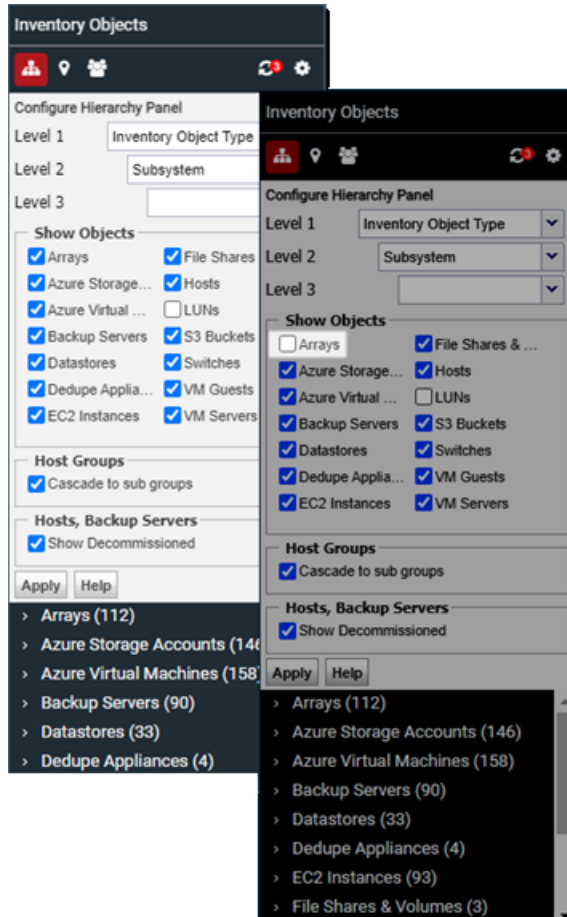 Inventory Objects
3
Configure Hierarchy Panel
Level 1 Inventory Object Type
Level 2 Subsystem
Level 3
Show Objects
Arrays File Shares
Azure Storage... Hosts
Azure Virtual ... LUNs
Backup Servers S3 Buckets
Datastores Switches
Dedupe Applia... VM Guests
EC2 Instances VM Servers
Host Groups
Cascade to sub groups
Hosts, Backup Servers
Show Decommissioned
Apply Help
Arrays (112)
Azure Storage Accounts (146
Azure Virtual Machines (158)
Backup Servers (90)
Datastores (33)
Dedupe Appliances (4)
Inventory Objects
3
Configure Hierarchy Panel
Level 1 Inventory Object Type
Level 2 Subsystem
Level 3
Show Objects
Arrays File Shares & ...
Azure Storage... Hosts
Azure Virtual ... LUNs
Backup Servers S3 Buckets
Datastores Switches
Dedupe Applia... VM Guests
EC2 Instances VM Servers
Host Groups
Cascade to sub groups
Hosts, Backup Servers
Show Decommissioned
Apply Help
Arrays (112)
Azure Storage Accounts (146)
Azure Virtual Machines (158)
Backup Servers (90)
Datastores (33)
Dedupe Appliances (4)
EC2 Instances (93)
File Shares & Volumes (3)